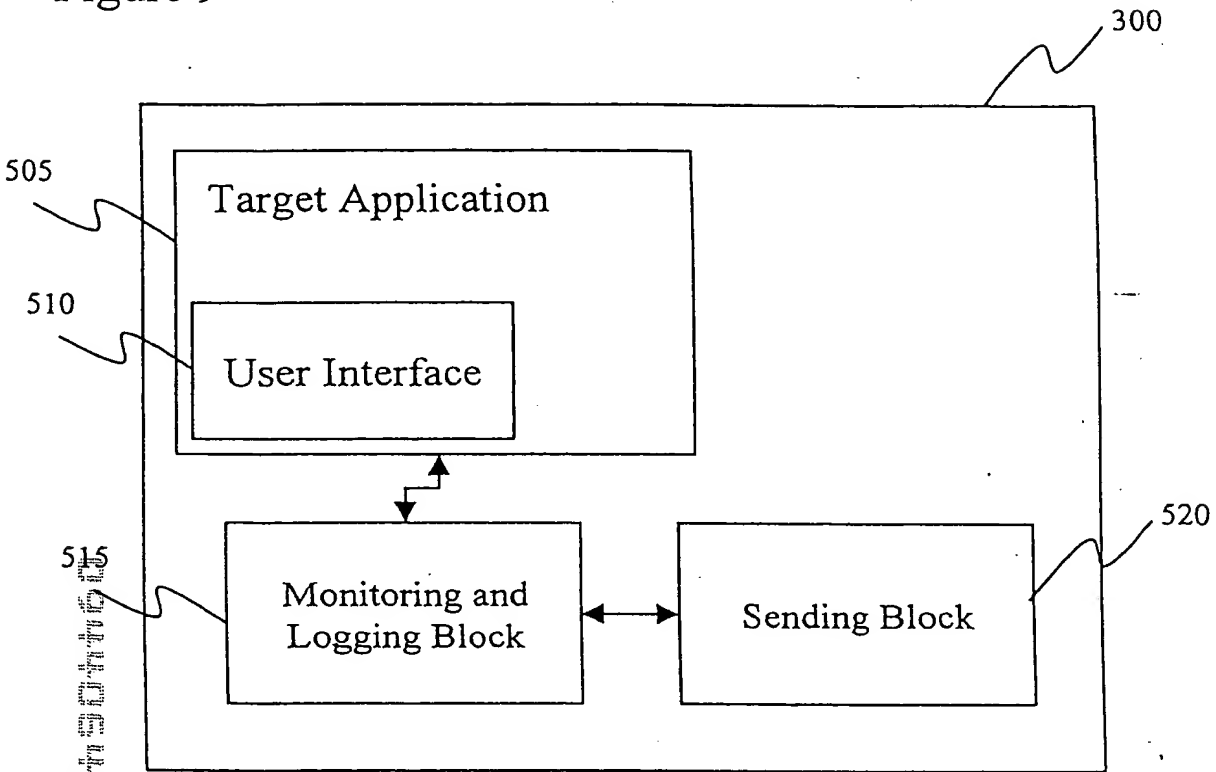 300
505
Target Application
510
User Interface
520
515
Monitoring and
Logging Block
Sending Block